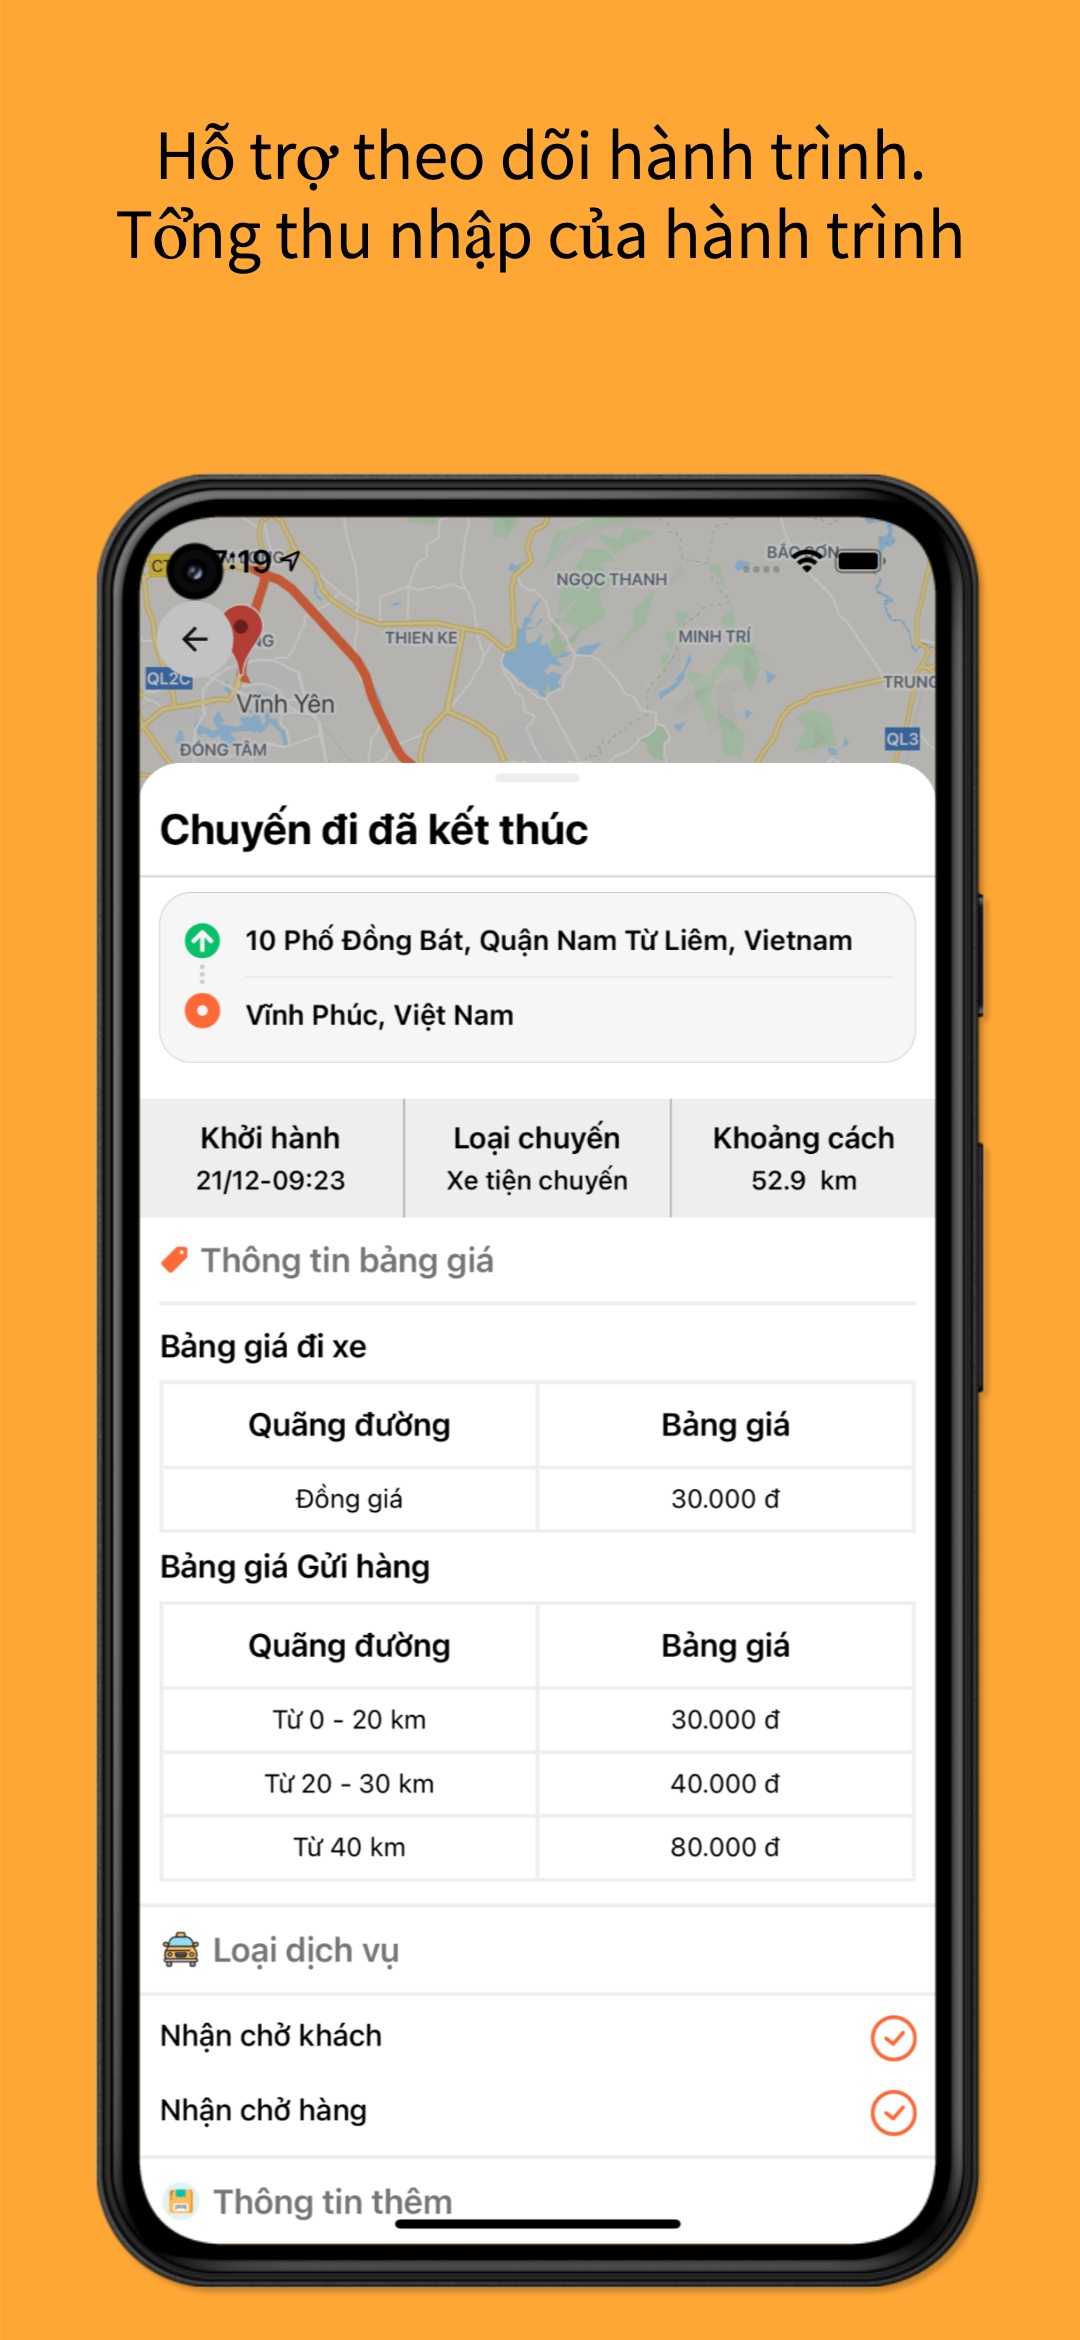 Hỗ trợ theo dõi hành trình.
Tổng thu nhập của hành trình
7:19
BẮC SƠN
NGỌC THANH
THIEN KE
MINH TRÍ
QL2C
TRUNG
Vĩnh Yên
QL3
ĐỒNG TÂM
Chuyến đi đã kết thúc
10 Phố Đồng Bát, Quận Nam Từ Liêm, Vietnam
Vĩnh Phúc, Việt Nam
Khởi hành Loại chuyến Khoảng cách
21/12-09:23 Xe tiện chuyến 52.9 km
Thông tin bảng giá
Bảng giá đi xe
Quãng đường Bảng giá
Đồng giá 30.000 đ
Bảng giá Gửi hàng
Quãng đường Bảng giá
Từ 0 - 20 km 30.000 đ
Từ 20 - 30 km 40.000 đ
Từ 40 km 80.000 đ
Loại dịch vụ
Nhận chở khách
Nhận chở hàng
Thông tin thêm